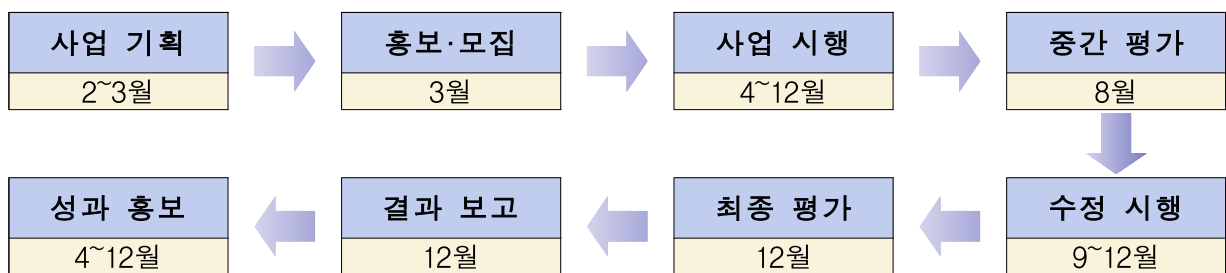 사업 기획
2~3월
홍보·모집
3월
사업 시행
4~12월
중간 평가
8월
수정 시행
9~12월
최종 평가
12월
결과 보고
12월
성과 홍보
4~12월